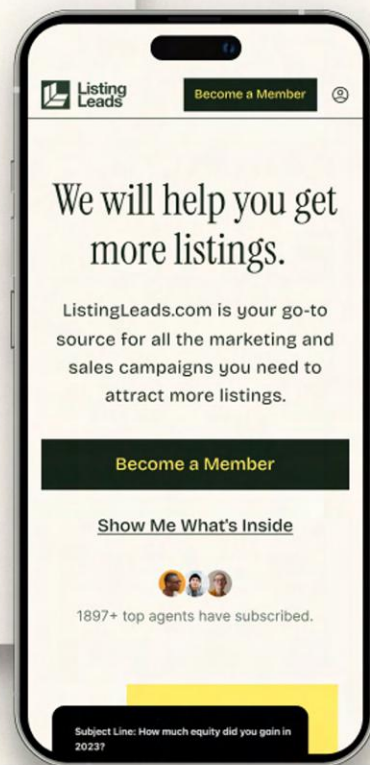 Listing
Leads
Become a Member
We will help you get
more listings.
ListingLeads.com is your go-to
source for all the marketing and
sales campaigns you need to
attract more listings.
Become a Member
Show Me What's Inside
1897+ top agents have subscribed.
Subject Line: How much equity did you gain in
2023?